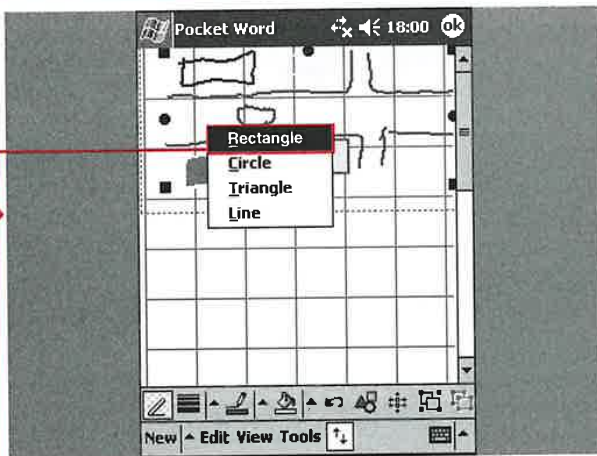 Pocket Word 18:00 ok
Rectangle
Circle
Triangle
Line
New Edit View Tools